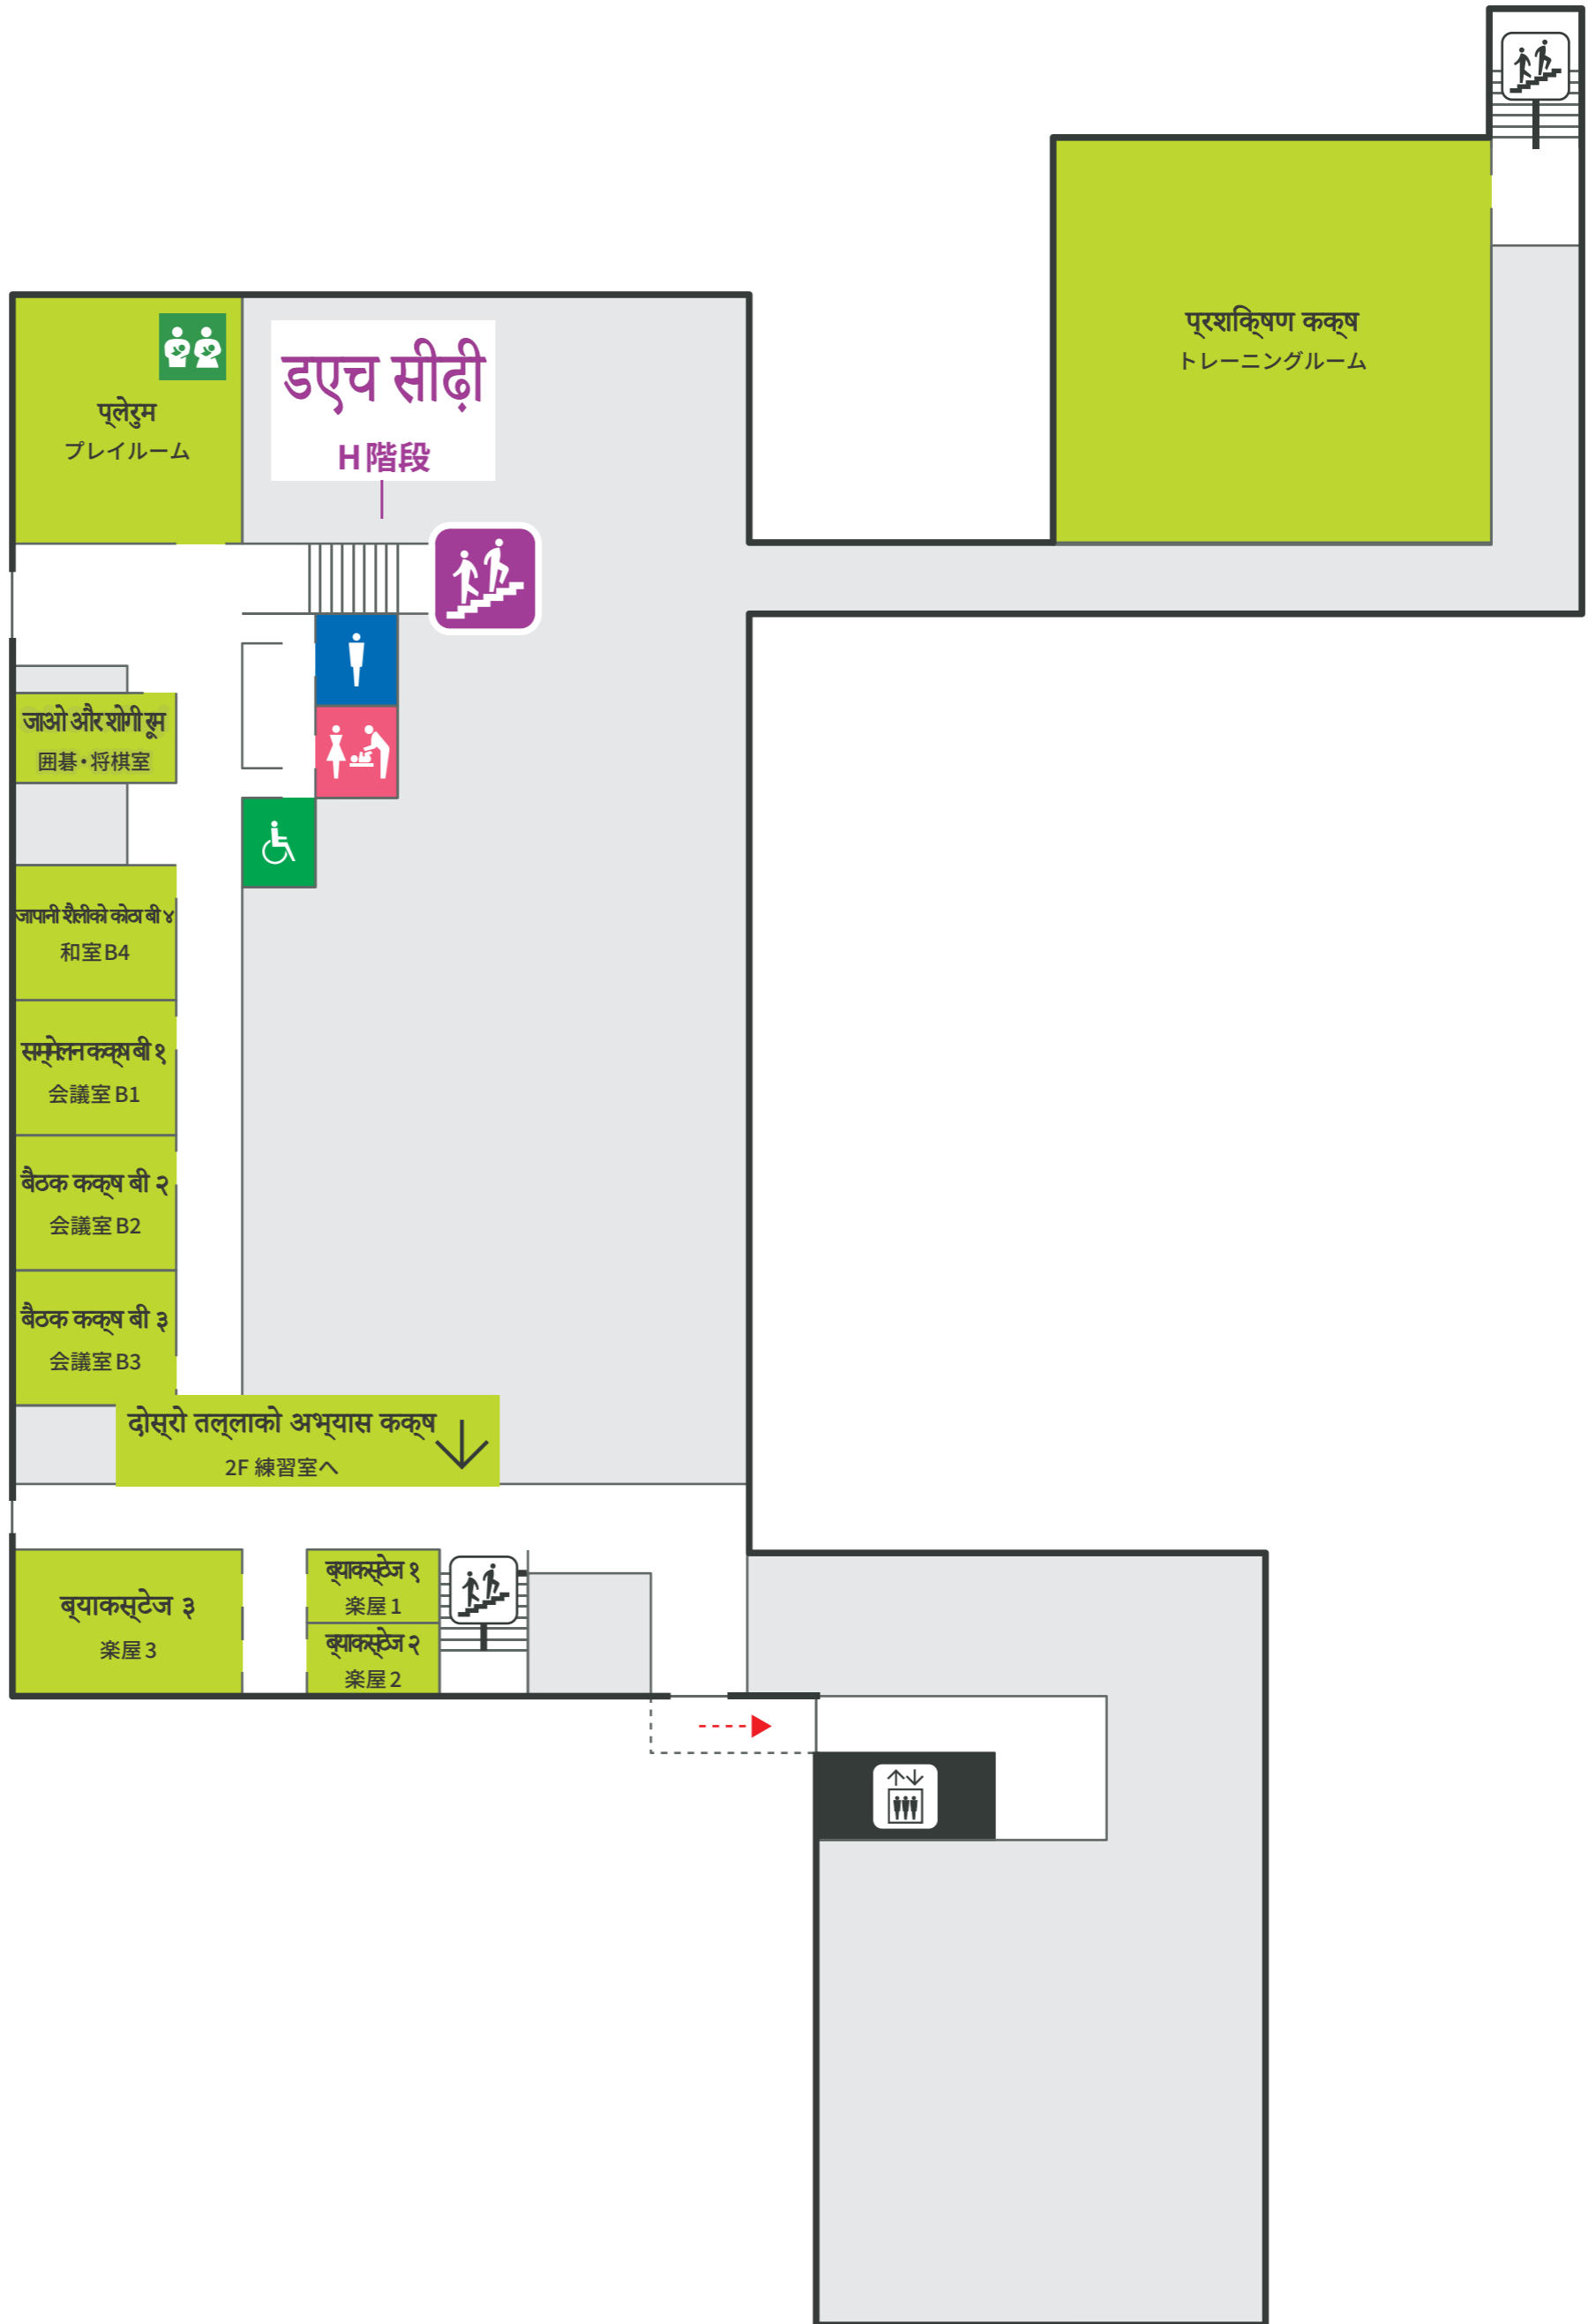 प्रशिक्षण कक्ष
トレーニングルーム
प्लेरुम
プレイルーム
डएच सीढ़ी
H階段
जाओ और शोगी रूम
囲碁・将棋室
जापानी शैलीको कोठा बी ४
和室B4
सम्मेलन कक्ष बी १
会議室B1
बैठक कक्ष बी २
会議室B2
बैठक कक्ष बी ३
会議室B3
दोस्रो तल्लाको अभ्यास कक्ष
2F 練習室へ
ब्याकस्टेज १
楽屋1
ब्याकस्टेज ३
楽屋3
ब्याकस्टेज २
楽屋2